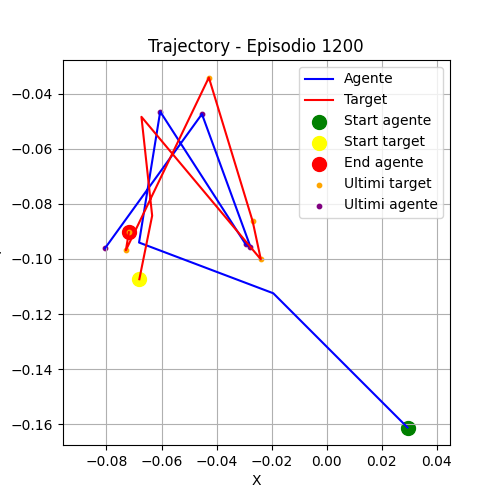 Trajectory - Episodio 1200
Agente
Target
Start agente
Start target
End agente
Ultimi target
Ultimi agente
−0.04
−0.06
−0.08
−0.10
−0.12
−0.14
−0.16
−0.08
−0.06
−0.04
−0.02
0.00
0.02
0.04
X